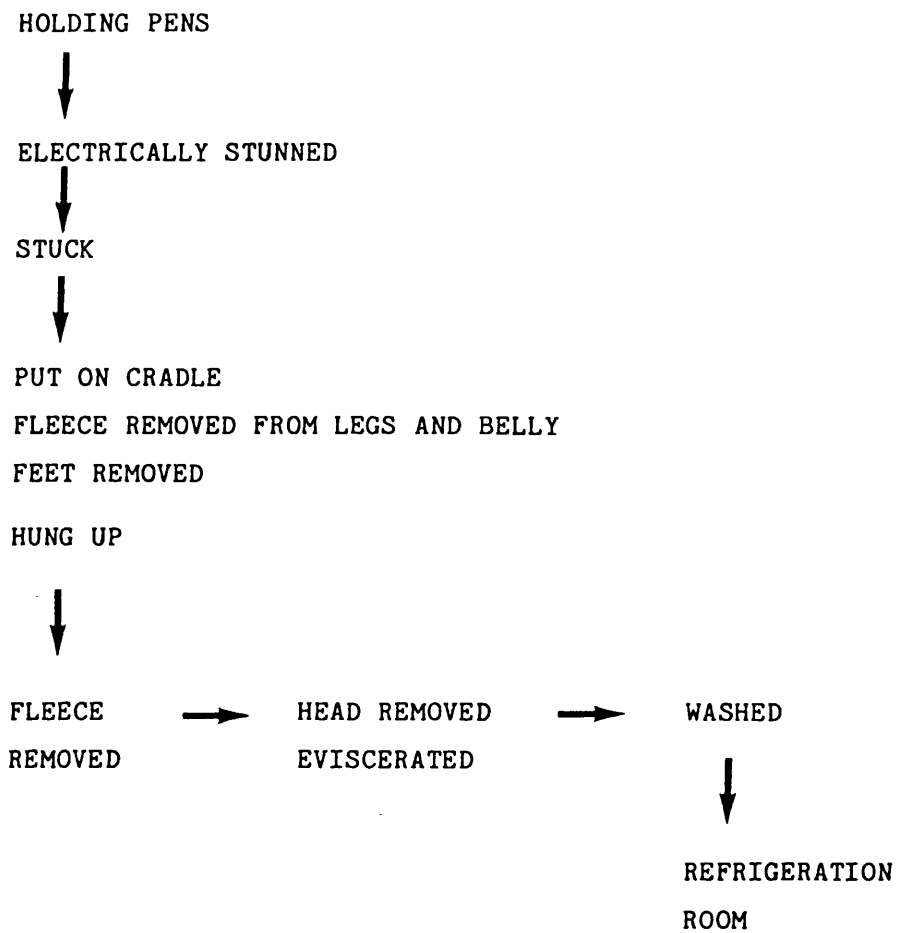 HOLDING PENS
ELECTRICALLY STUNNED
STUCK
PUT ON CRADLE
FLEECE REMOVED FROM LEGS AND BELLY
FEET REMOVED
HUNG UP
FLEECE
REMOVED
HEAD REMOVED
EVISCERATED
WASHED
REFRIGERATION
ROOM